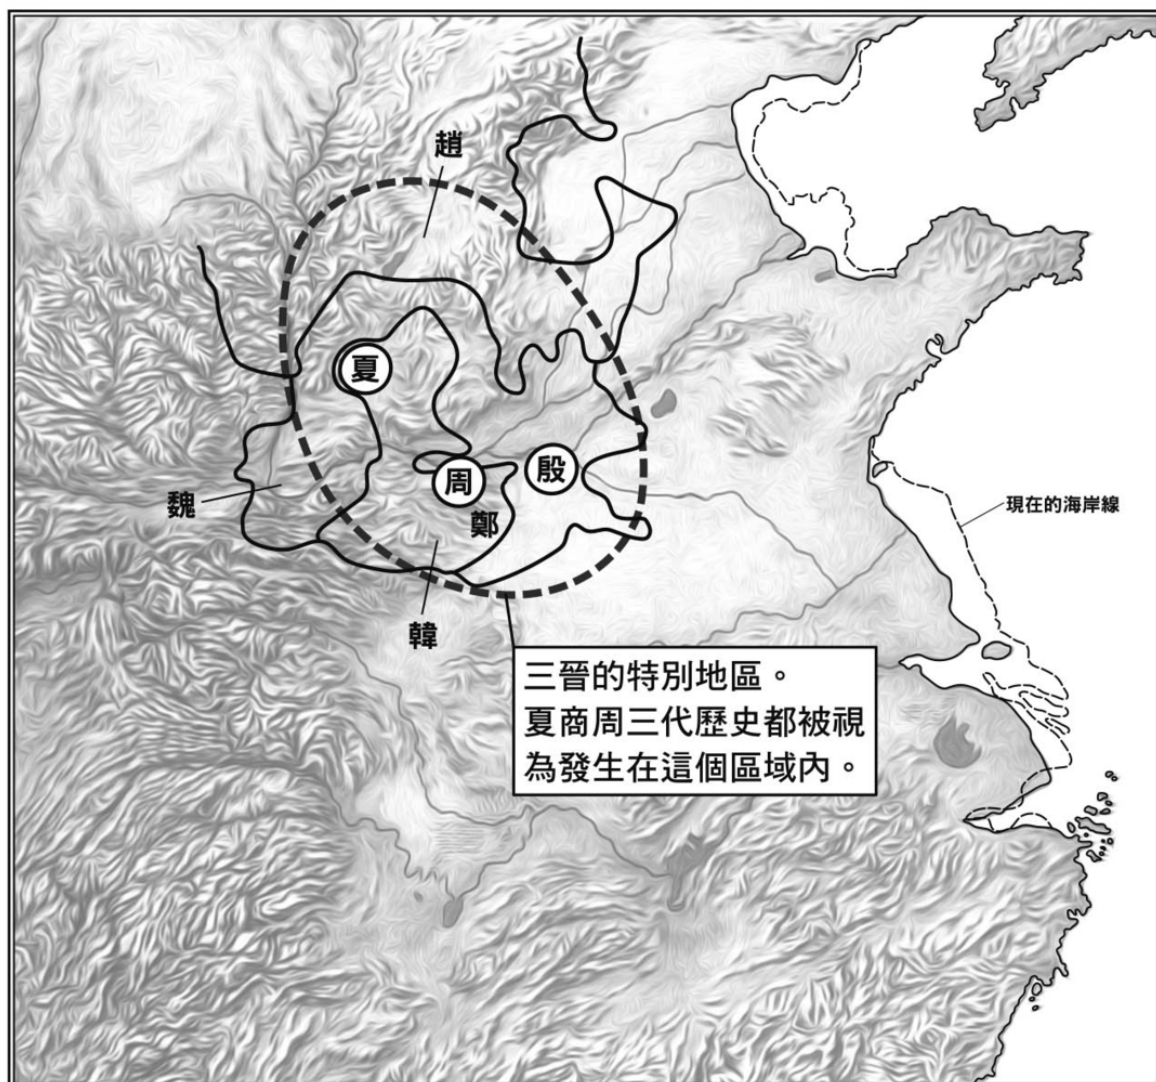 趙
夏
周
殷
魏
鄭
現在的海岸線
韓
三晉的特別地區。
夏商周三代歷史都被視
為發生在這個區域內。